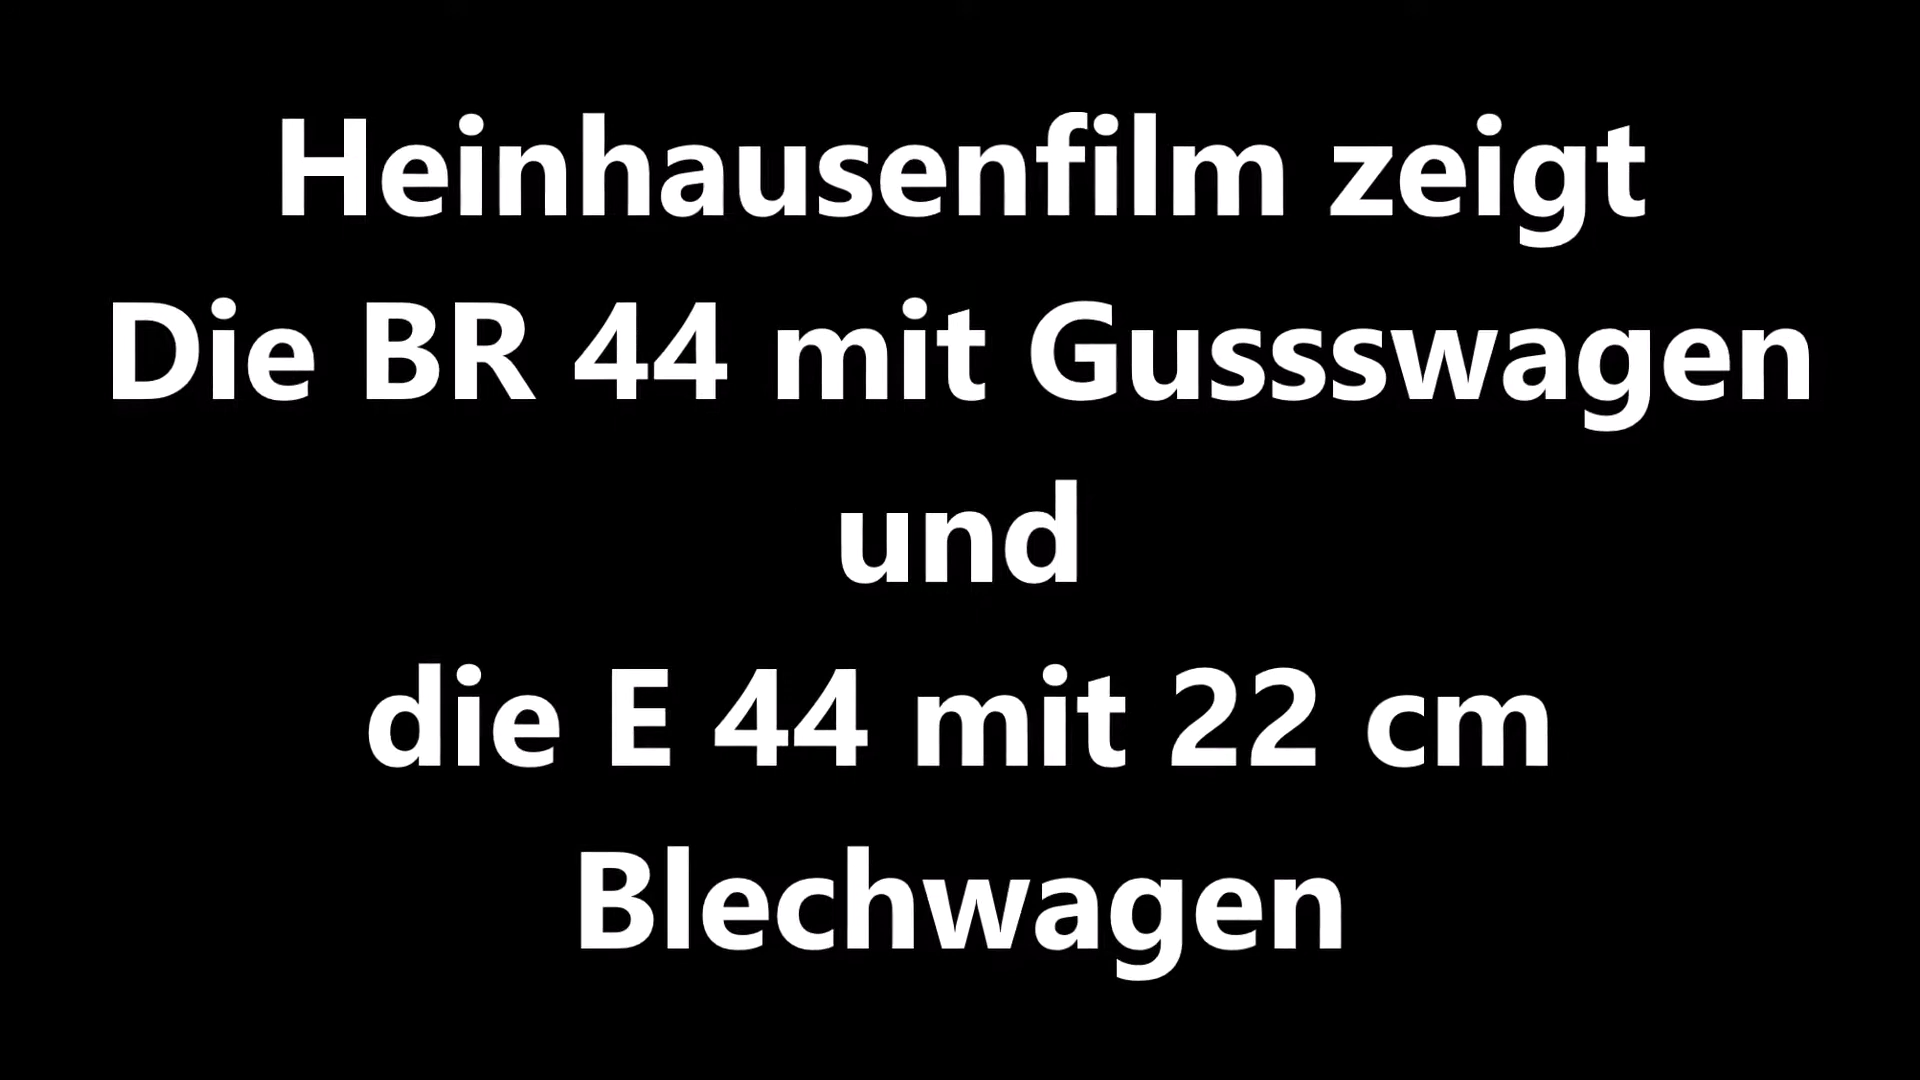 Heinhausenfilm zeigt
Die BR 44 mit Gussswagen
und
die E 44 mit 22 cm
Blechwagen